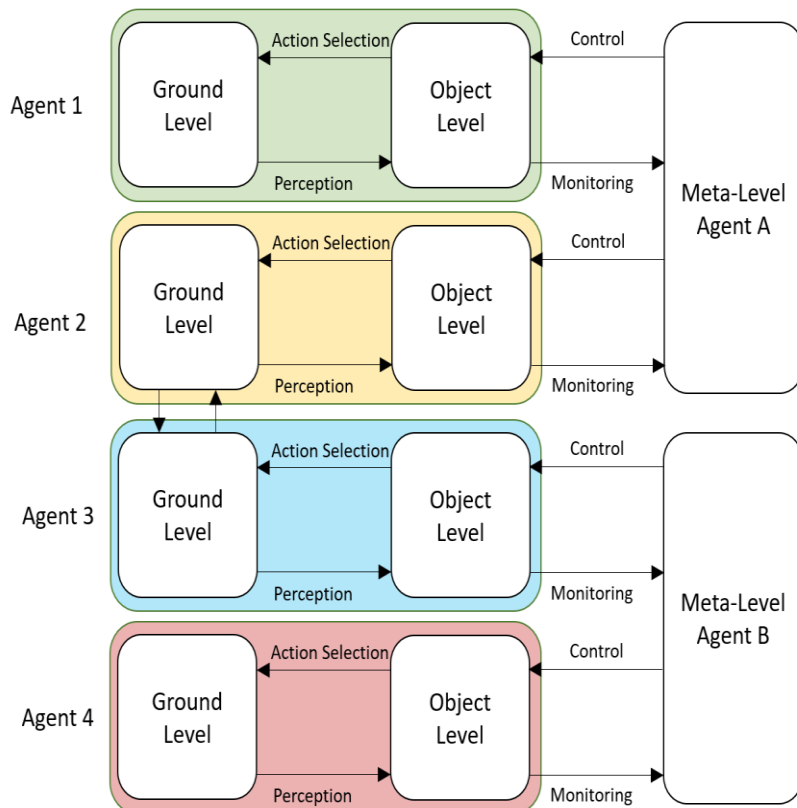 Action Selection
Control
Ground
Level
Object
Level
Agent 1
Perception
Monitoring
Meta-Level
Agent A
Action Selection
Control
Ground
Level
Object
Level
Agent 2
Perception
Monitoring
Action Selection
Control
Ground
Level
Object
Level
Agent 3
Perception
Monitoring
Meta-Level
Agent B
Action Selection
Control
Ground
Level
Object
Level
Agent 4
Perception
Monitoring